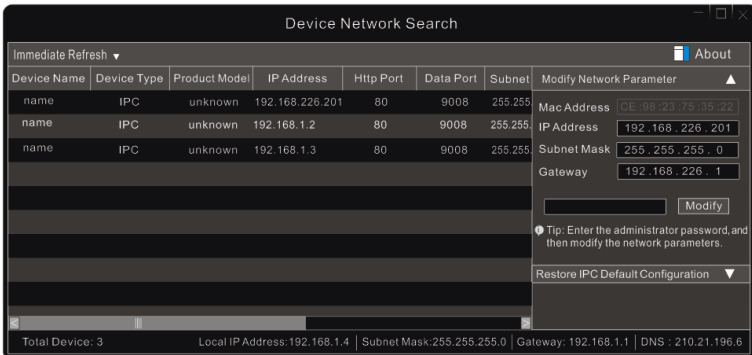 Device Network Search
Immediate Refresh ▼
About
Device Name Device Type Product Model IP Address Http Port Data Port Subnet
name IPC unknown 192.168.226.201 80 9008 255.255
name IPC unknown 192.168.1.2 80 9008 255.255.
name IPC unknown 192.168.1.3 80 9008 255.255.
Modify Network Parameter ▲
Mac Address CE:98:23:75:35:22
IP Address 192.168.226.201
Subnet Mask 255.255.255.0
Gateway 192.168.226.1
Modify
Tip: Enter the administrator password,and
then modify the network parameters.
Restore IPC Default Configuration ▼
Total Device: 3 Local IP Address:192.168.1.4 Subnet Mask:255.255.255.0 Gateway: 192.168.1.1 DNS : 210.21.196.6